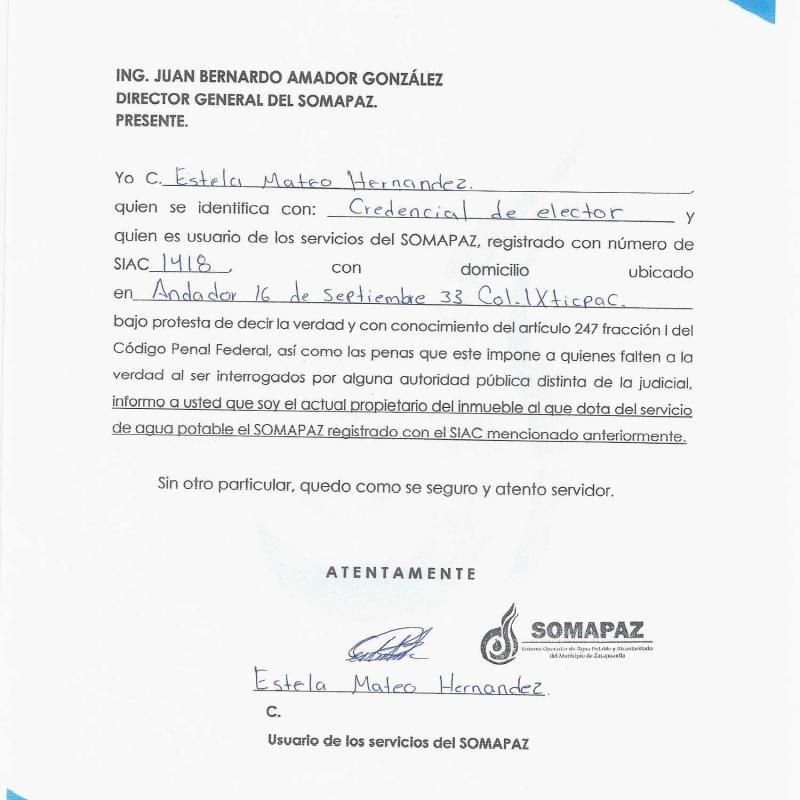 ING. JUAN BERNARDO AMADOR GONZÁLEZ
DIRECTOR GENERAL DEL SOMAPAZ.
PRESENTE.
Yo C. Estela Mateo Hernandez.,
quien se identifica con: Credencial de elector y
quien es usuario de los servicios del SOMAPAZ, registrado con número de
SIAC 1418, con domicilio ubicado
en Andador 16 de Septiembre 33 Col. IXticpac.
bajo protesta de decir la verdad y con conocimiento del artículo 247 fracción I del
Código Penal Federal, así como las penas que este impone a quienes falten a la
verdad al ser interrogados por alguna autoridad pública distinta de la judicial,
informo a usted que soy el actual propietario del inmueble al que dota del servicio
de agua potable el SOMAPAZ registrado con el SIAC mencionado anteriormente.
Sin otro particular, quedo como se seguro y atento servidor.
ATENTAMENTE
SOMAPAZ
Sistema Operador de Agua Potable y Alcantarillado
del Municipio de Zacapoaxtla
Estela Mateo Hernandez.
C.
Usuario de los servicios del SOMAPAZ